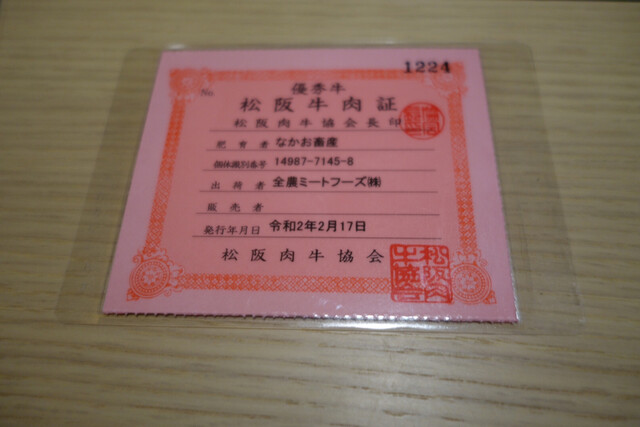 1224
No.
優秀牛
松阪牛肉証
松阪肉牛協会長印
肥育者 なかお畜産
個体識別番号 14987-7145-8
出荷者 全農ミートフーズ㈱
販売者
発行年月日 令和2年2月17日
松阪肉牛協会